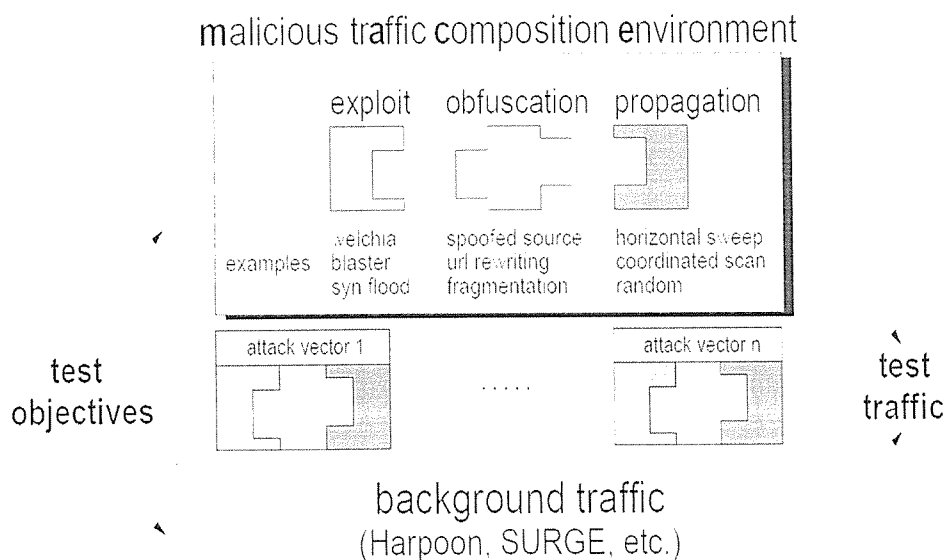 malicious traffic composition environment
exploit obfuscation propagation
examples
welchia spoofed source horizontal sweep
blaster url rewriting coordinated scan
syn flood fragmentation random
attack vector 1 ..... attack vector n
test objectives
test traffic
background traffic
(Harpoon, SURGE, etc.)